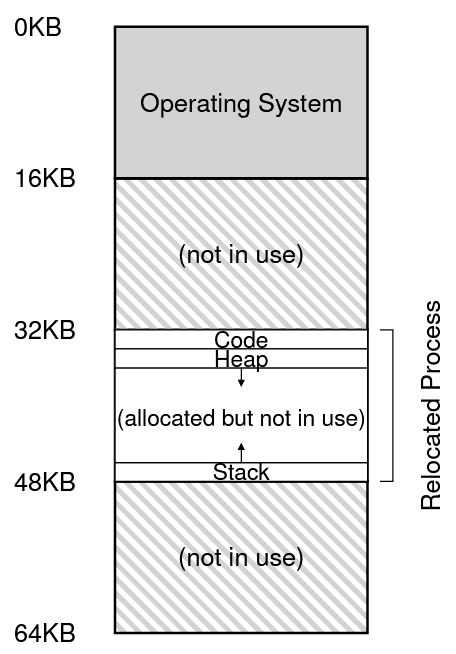 0KB
Operating System
16KB
(not in use)
32KB
Code
Heap
(allocated but not in use)
Stack
48KB
(not in use)
64KB
Relocated Process